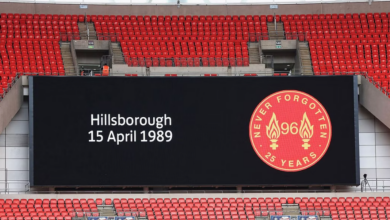 Hillsborough
15 April 1989
NEVER FORGOTTEN
96
25 YEARS